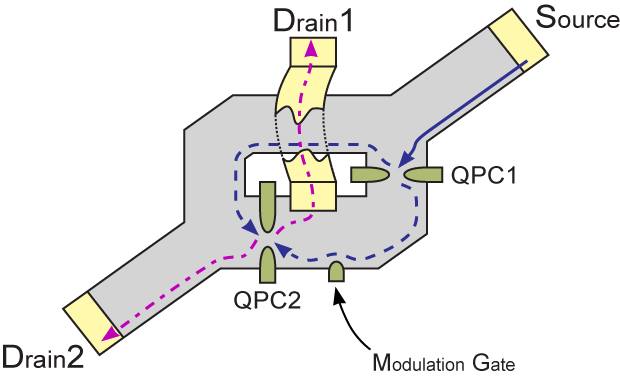 Drain1
Source
QPC1
QPC2
Drain2
Modulation Gate